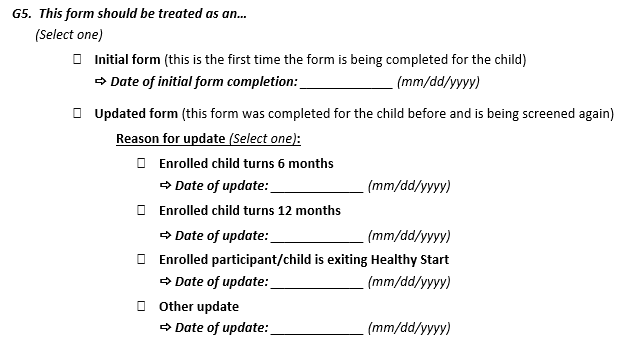 G5. This form should be treated as an...
(Select one)
☐ Initial form (this is the first time the form is being completed for the child)
⇨ Date of initial form completion: ______________ (mm/dd/yyyy)
☐ Updated form (this form was completed for the child before and is being screened again)
Reason for update (Select one):
☐ Enrolled child turns 6 months
⇨ Date of update: ______________ (mm/dd/yyyy)
☐ Enrolled child turns 12 months
⇨ Date of update: ______________ (mm/dd/yyyy)
☐ Enrolled participant/child is exiting Healthy Start
⇨ Date of update: ______________ (mm/dd/yyyy)
☐ Other update
⇨ Date of update: ______________ (mm/dd/yyyy)